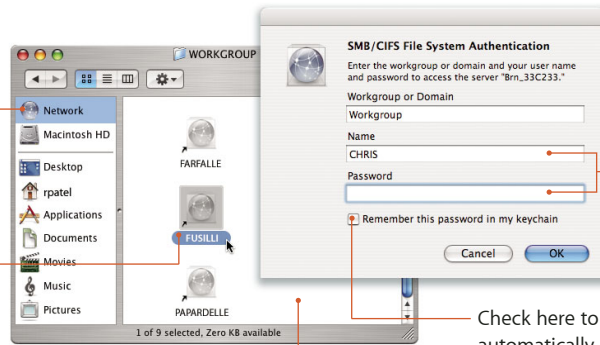 WORKGROUP
Network
Macintosh HD
Desktop
rpatel
Applications
Documents
Movies
Music
Pictures
FARFALLE
FUSILLI
PAPARDELLE
1 of 9 selected, Zero KB available
SMB/CIFS File System Authentication
Enter the workgroup or domain and your user name
and password to access the server "Brn_33C233."
Workgroup or Domain
Workgroup
Name
CHRIS
Password
Remember this password in my keychain
Cancel
OK
Check here to
automatically